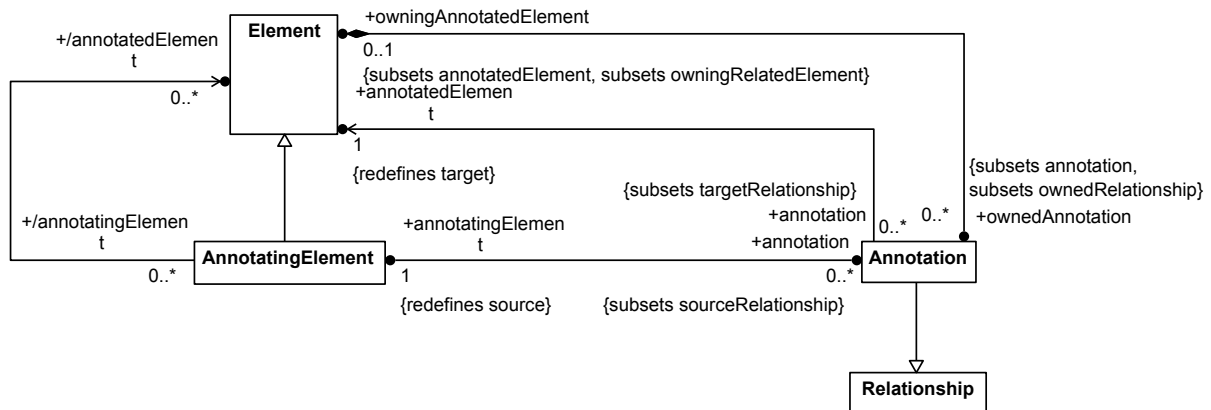 Element
+owningAnnotatedElement
+/annotatedElemen
t
0..1
0..*
{subsets annotatedElement, subsets owningRelatedElement}
+annotatedElemen
t
1
{redefines target}
{subsets annotation,
subsets ownedRelationship}
{subsets targetRelationship}
+/annotatingElemen
t
+annotatingElemen
t
+annotation
0..*
0..*
+ownedAnnotation
+annotation
AnnotatingElement
Annotation
0..*
1
0..*
{redefines source}
{subsets sourceRelationship}
Relationship